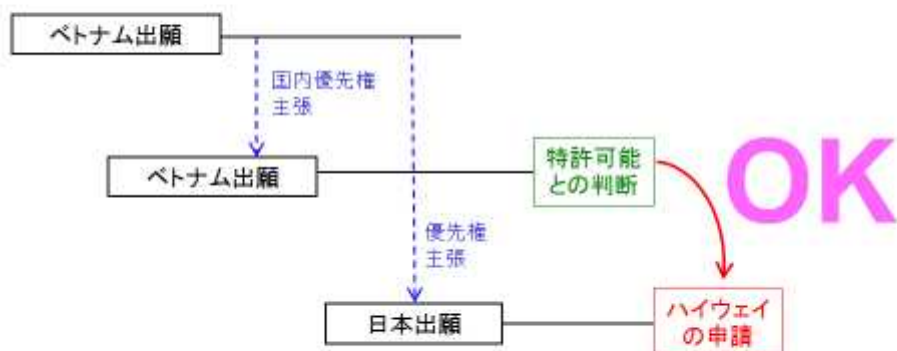 ベトナム出願
国内優先権
主張
ベトナム出願
特許可能
との判断
OK
優先権
主張
日本出願
ハイウェイ
の申請